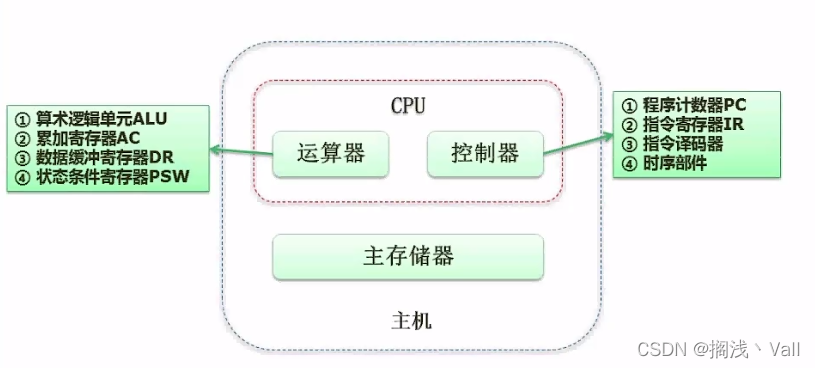 CPU
① 算术逻辑单元ALU
② 累加寄存器AC
③ 数据缓冲寄存器DR
④ 状态条件寄存器PSW
运算器
控制器
① 程序计数器PC
② 指令寄存器IR
③ 指令译码器
④ 时序部件
主存储器
主机
CSDN @搁浅丶Vall